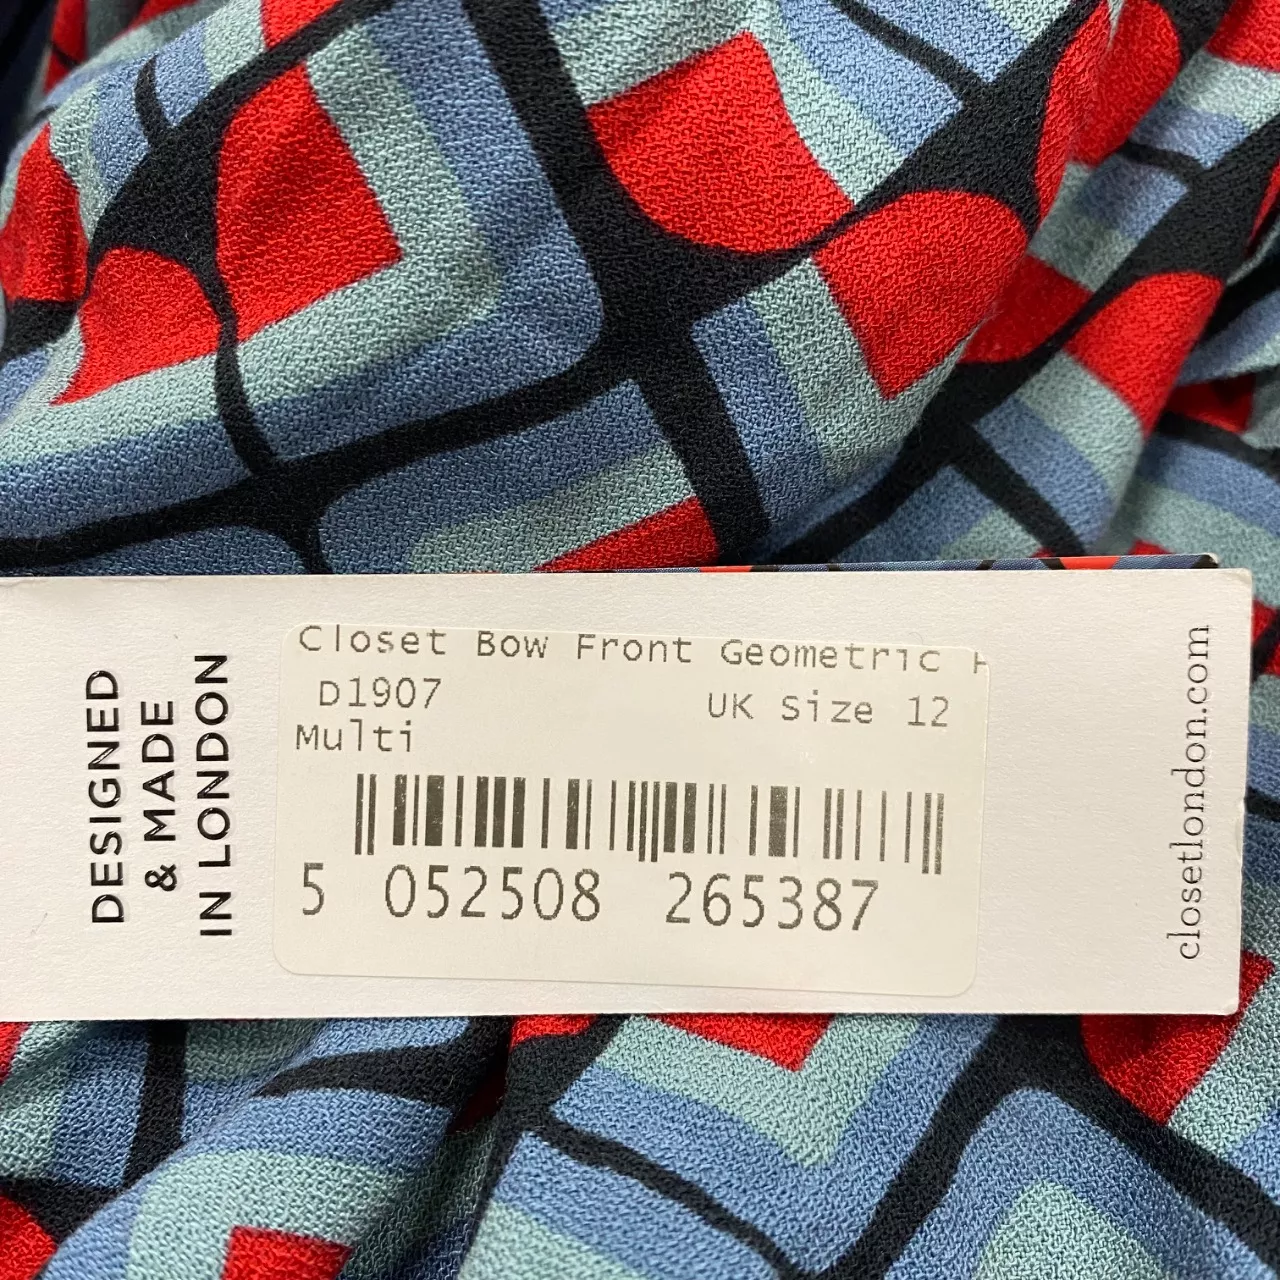 DESIGNED
& MADE
IN LONDON
Closet Bow Front Geometric
D1907 UK Size 12
Multi
5 052508 265387
closetlondon.com